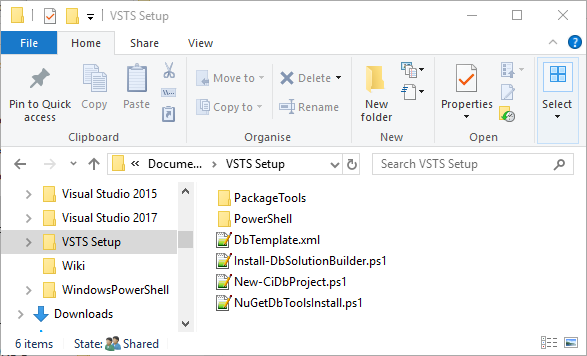 VSTS Setup
File Home Share View
Pin to Quick access
Copy
Paste
Clipboard
Move to
Copy to
Delete
Rename
Organise
New folder
New
Properties
Open
Select
« Docume... > VSTS Setup
Search VSTS Setup
Visual Studio 2015
Visual Studio 2017
VSTS Setup
Wiki
WindowsPowerShell
Downloads
PackageTools
PowerShell
DbTemplate.xml
Install-DbSolutionBuilder.ps1
New-CiDbProject.ps1
NuGetDbToolsInstall.ps1
6 items State: Shared